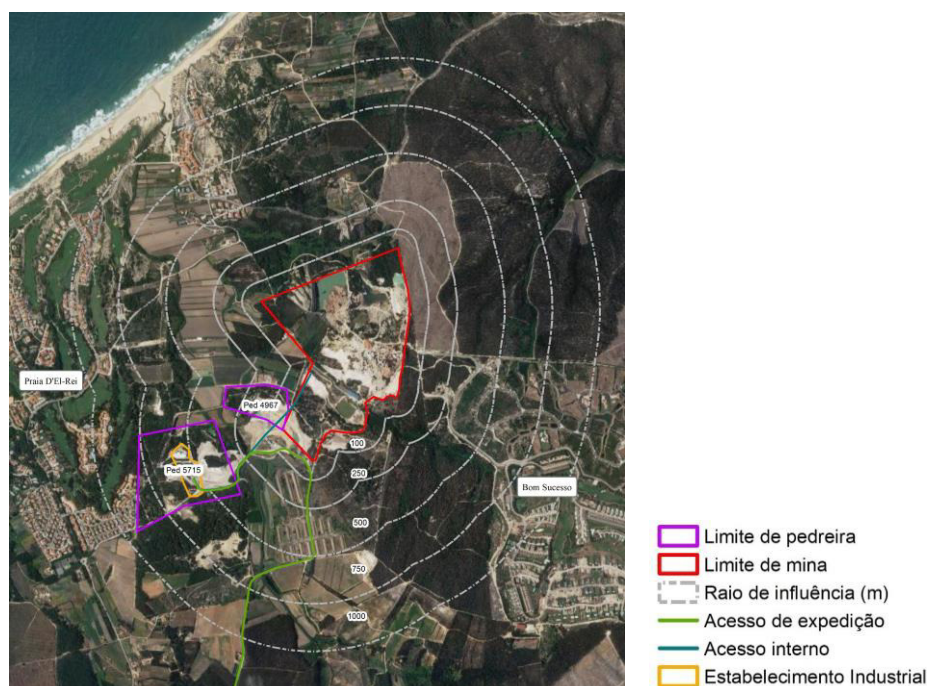 Praia D'El-Rei
Ped 4967
Ped 5715
100
250
Bom Sucesso
500
750
1000
Limite de pedreira
Limite de mina
Raio de influência (m)
Acesso de expedição
Acesso interno
Estabelecimento Industrial